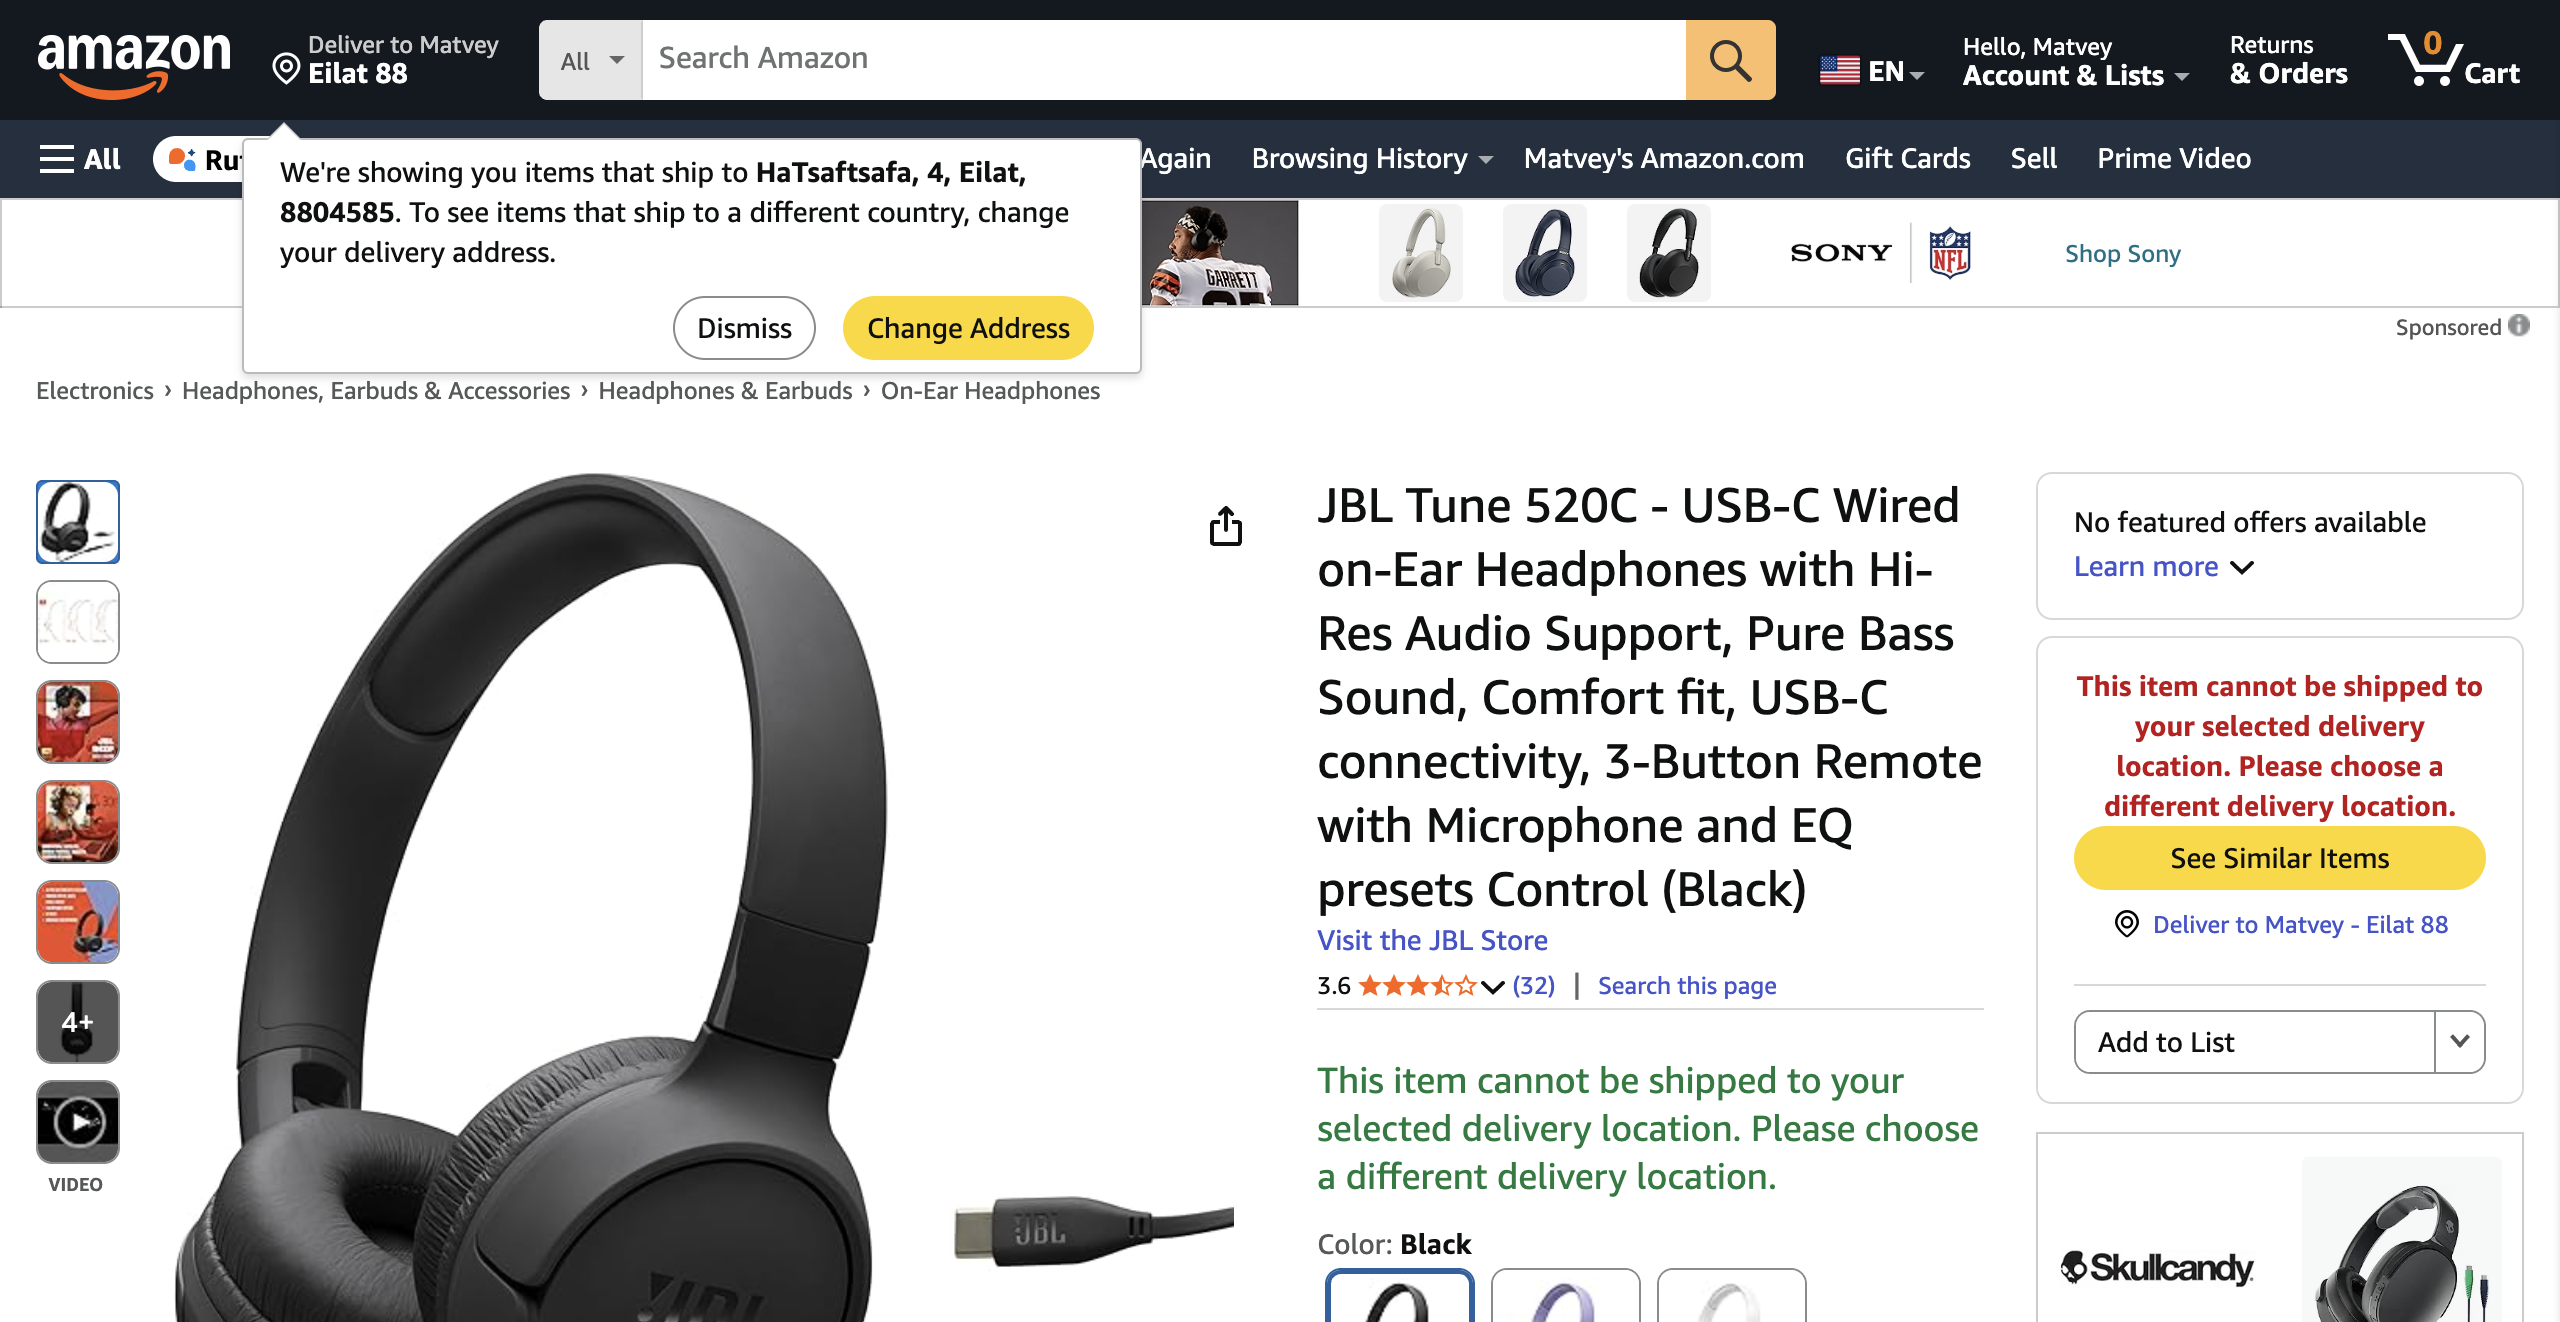 amazon
Deliver to Matvey
Eilat 88
All
Search Amazon
EN
Hello, Matvey
Account & Lists
Returns
& Orders
0
Cart
All
Again
Browsing History
Matvey's Amazon.com
Gift Cards
Sell
Prime Video
We're showing you items that ship to HaTsaftsafa, 4, Eilat,
8804585. To see items that ship to a different country, change
your delivery address.
Dismiss
Change Address
GARRETT
SONY
NFL
Shop Sony
Sponsored
Electronics › Headphones, Earbuds & Accessories › Headphones & Earbuds › On-Ear Headphones
4+
VIDEO
JBL
JBL Tune 520C - USB-C Wired
on-Ear Headphones with Hi-
Res Audio Support, Pure Bass
Sound, Comfort fit, USB-C
connectivity, 3-Button Remote
with Microphone and EQ
presets Control (Black)
Visit the JBL Store
3.6 (32) | Search this page
This item cannot be shipped to your
selected delivery location. Please choose
a different delivery location.
Color: Black
No featured offers available
Learn more
This item cannot be shipped to
your selected delivery
location. Please choose a
different delivery location.
See Similar Items
Deliver to Matvey - Eilat 88
Add to List
Skullcandy